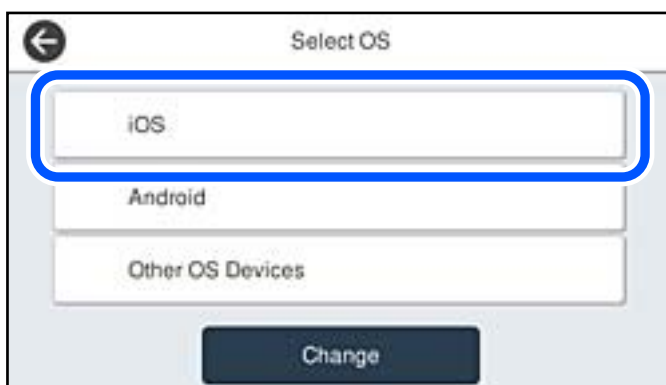 Select OS
iOS
Android
Other OS Devices
Change